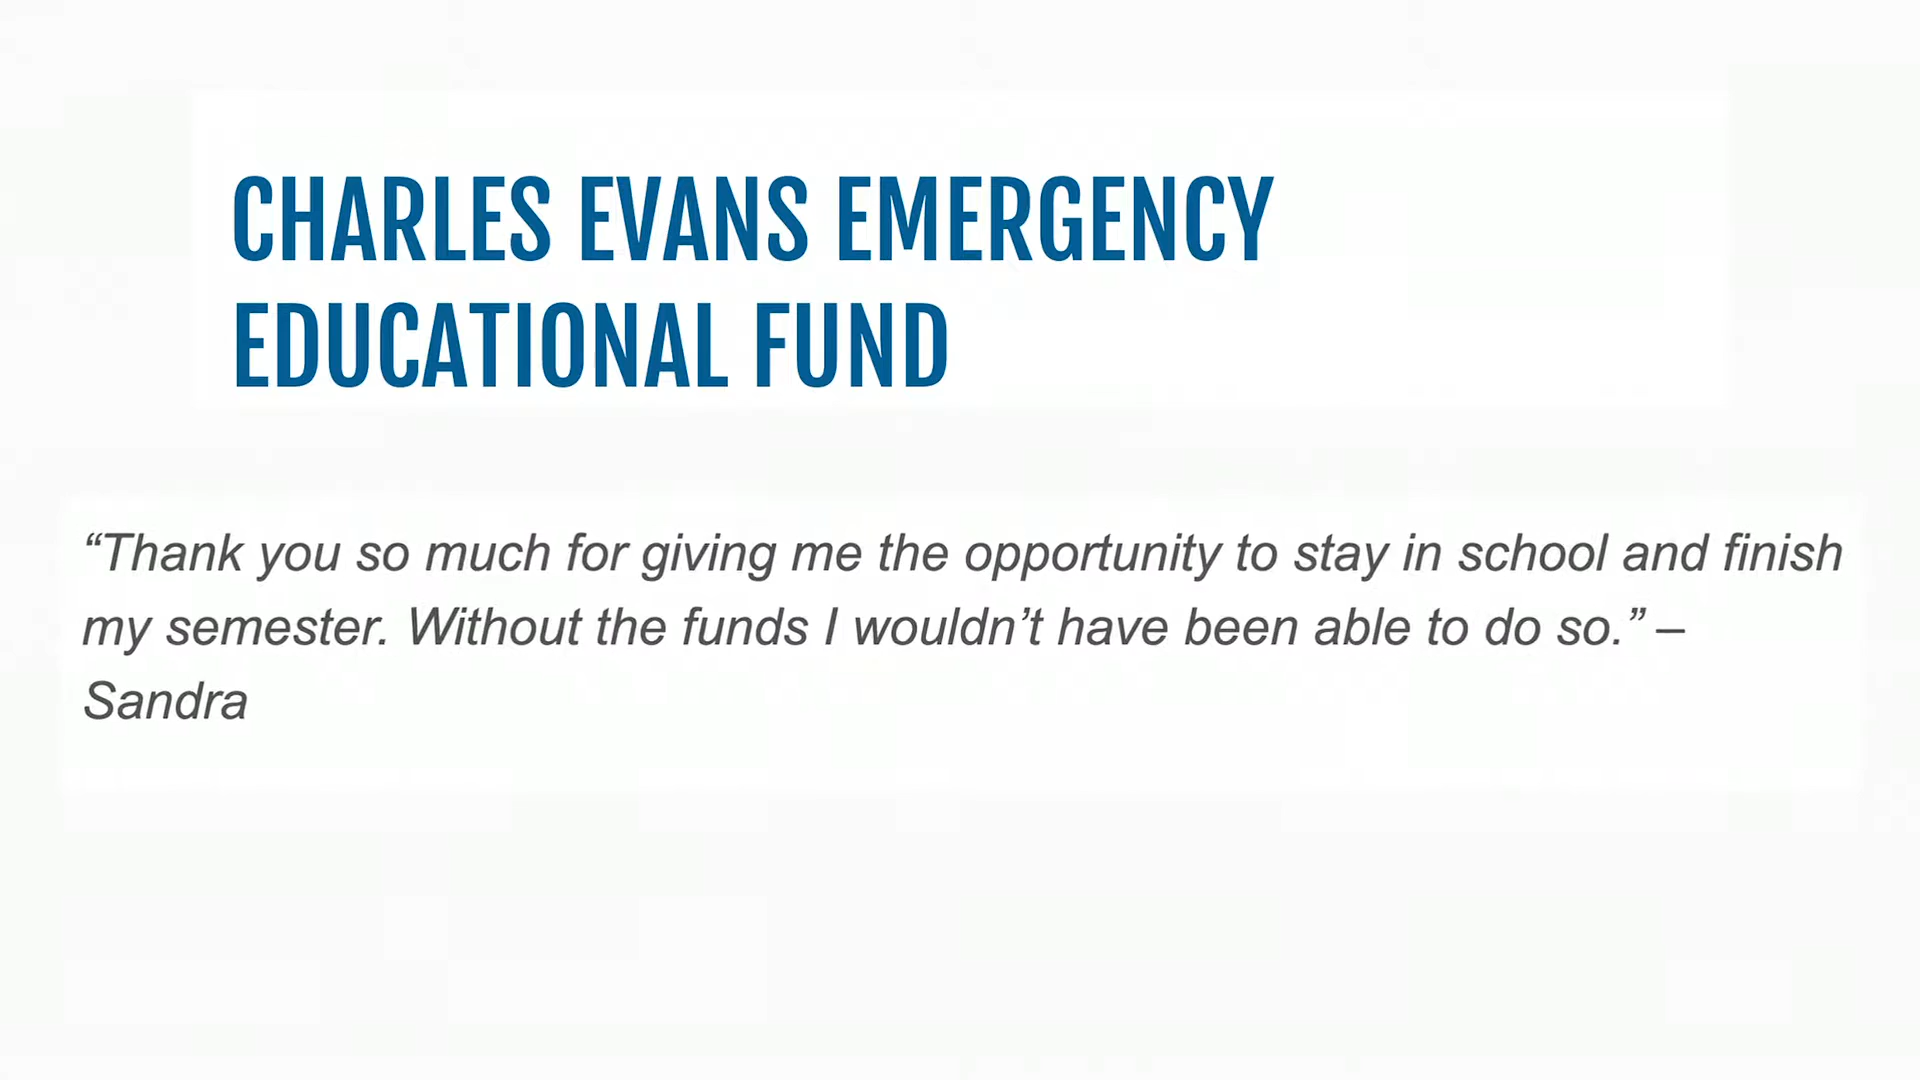 CHARLES EVANS EMERGENCY
EDUCATIONAL FUND
“Thank you so much for giving me the opportunity to stay in school and finish
my semester. Without the funds I wouldn’t have been able to do so.” –
Sandra